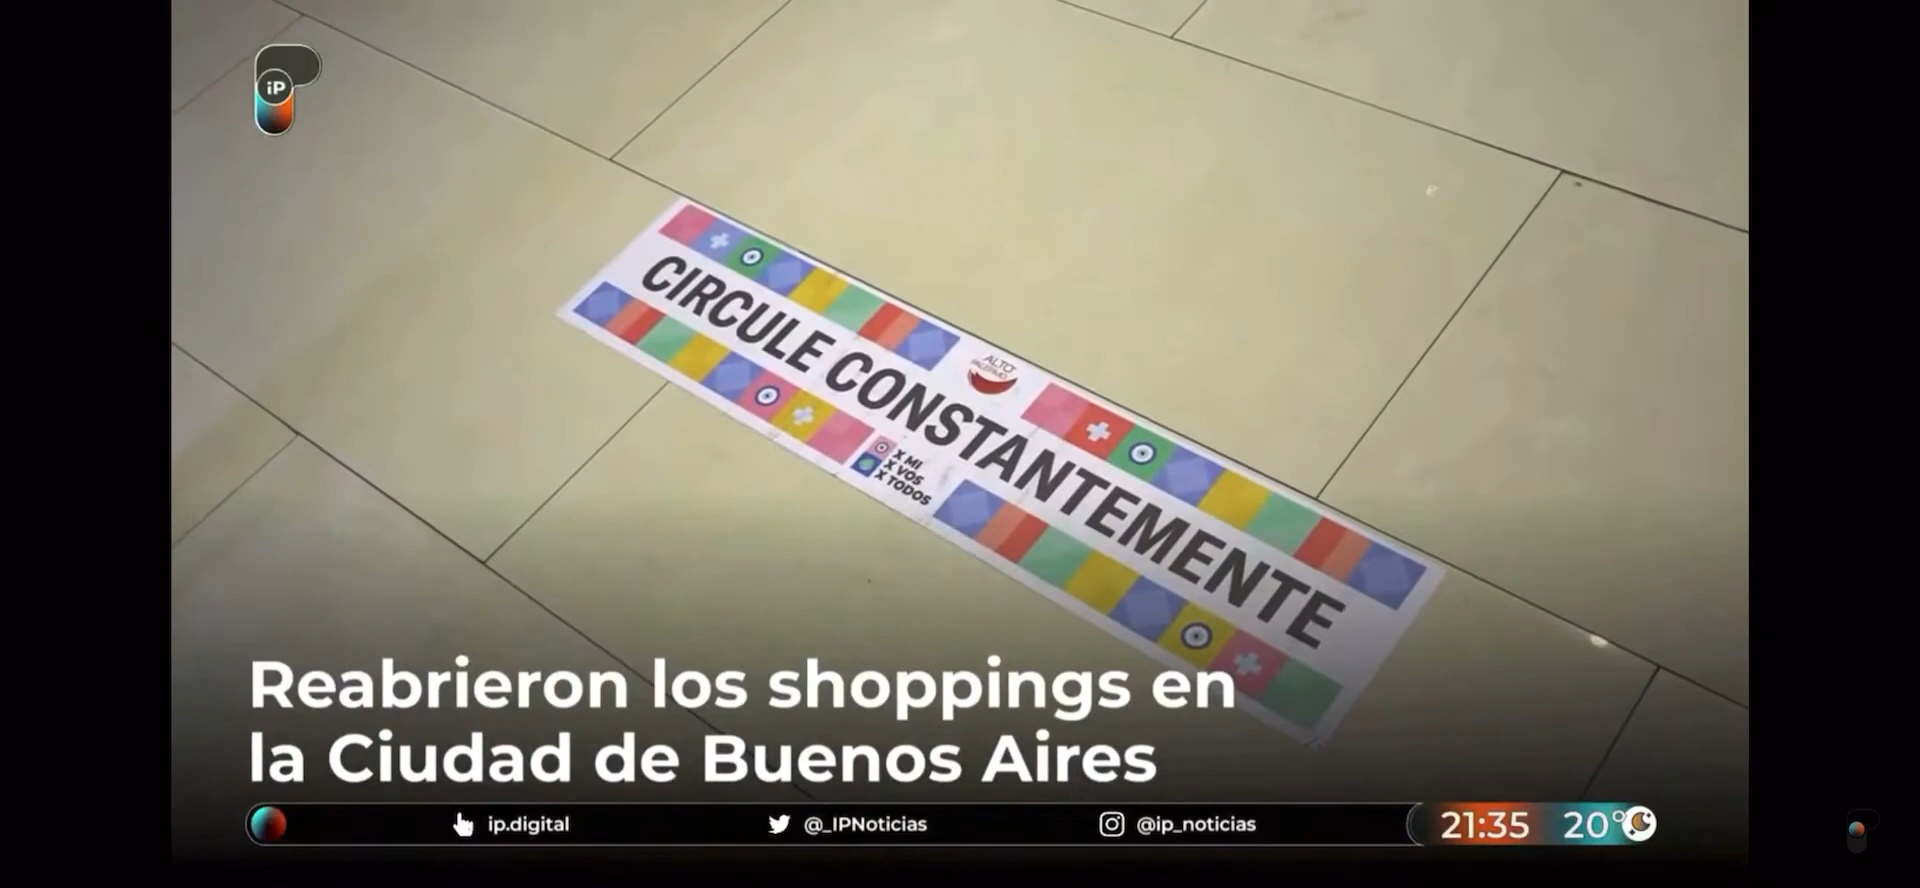 iP
CIRCULE CONSTANTEMENTE
ALTO
PALERMO
X MI
X VOS
X TODOS
Reabrieron los shoppings en
la Ciudad de Buenos Aires
ip.digital
@_IPNoticias
@ip_noticias
21:35
20°